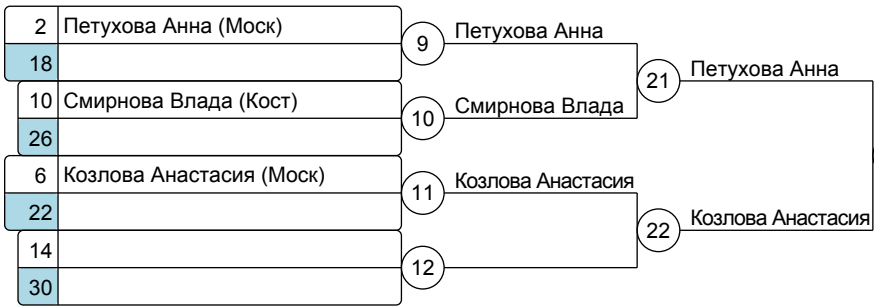 2 Петухова Анна (Моск)
9 Петухова Анна
18
21 Петухова Анна
10 Смирнова Влада (Кост)
10 Смирнова Влада
26
6 Козлова Анастасия (Моск)
11 Козлова Анастасия
22
22 Козлова Анастасия
14
12
30